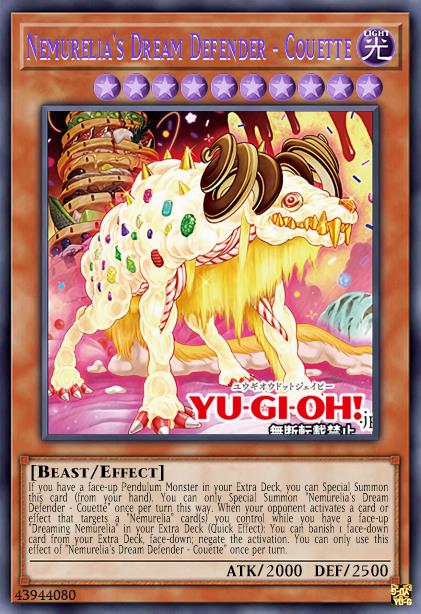 Nemurelia's Dream Defender - Couette
LIGHT
光
ユウギオウドットジェイピー
YU-GI-OH!
無断転載禁止
[Beast/Effect]
If you have a face-up Pendulum Monster in your Extra Deck, you can Special Summon
this card (from your hand). You can only Special Summon "Nemurelia's Dream
Defender - Couette" once per turn this way. When your opponent activates a card or
effect that targets a "Nemurelia" card(s) you control while you have a face-up
"Dreaming Nemurelia" in your Extra Deck (Quick Effect): You can banish 1 face-down
card from your Extra Deck, face-down; negate the activation. You can only use this
effect of "Nemurelia's Dream Defender - Couette" once per turn.
ATK/2000 DEF/2500
43944080